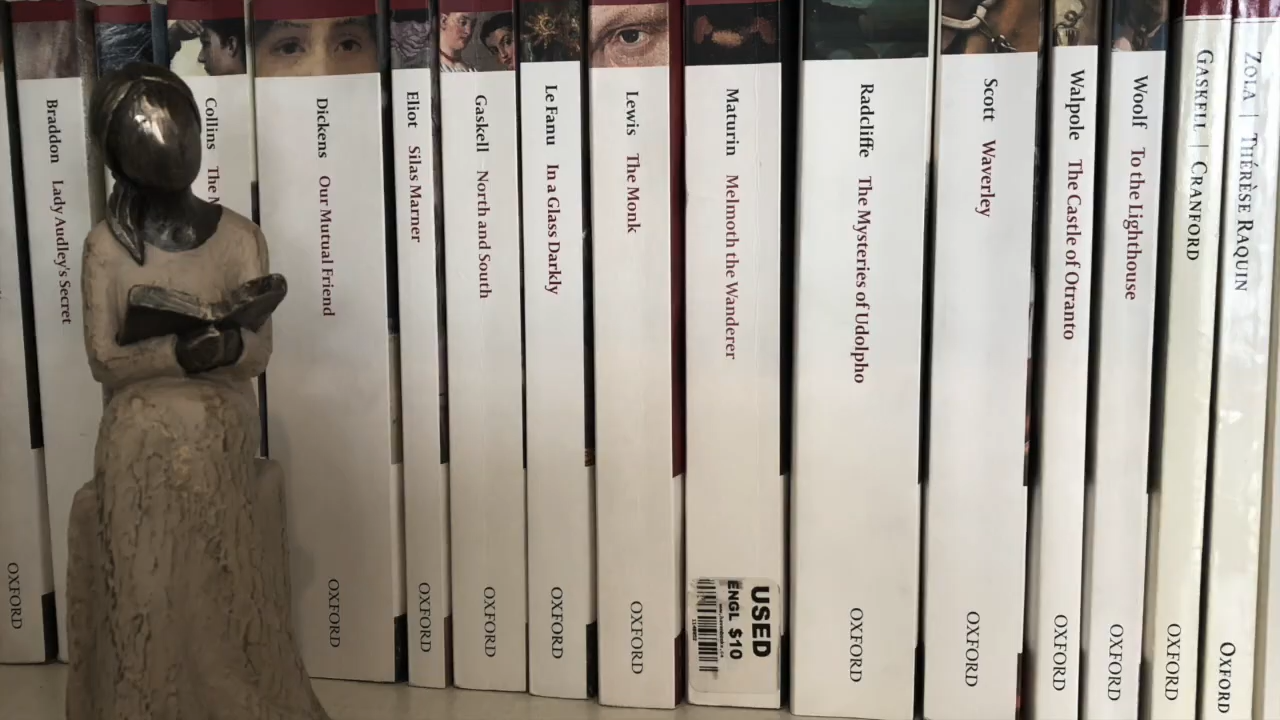 OXFORD
Braddon Lady Audley's Secret
Collins The
Dickens Our Mutual Friend OXFORD
Eliot Silas Marner OXFORD
Gaskell North and South OXFORD
Le Fanu In a Glass Darkly OXFORD
Lewis The Monk OXFORD
Maturin Melmoth the Wanderer
USED
ENGL $10
Radcliffe The Mysteries of Udolpho OXFORD
Scott Waverley OXFORD
Walpole The Castle of Otranto OXFORD
Woolf To the Lighthouse OXFORD
GASKELL | CRANFORD OXFORD
ZOLA | THÉRÈSE RAQUIN OXFORD